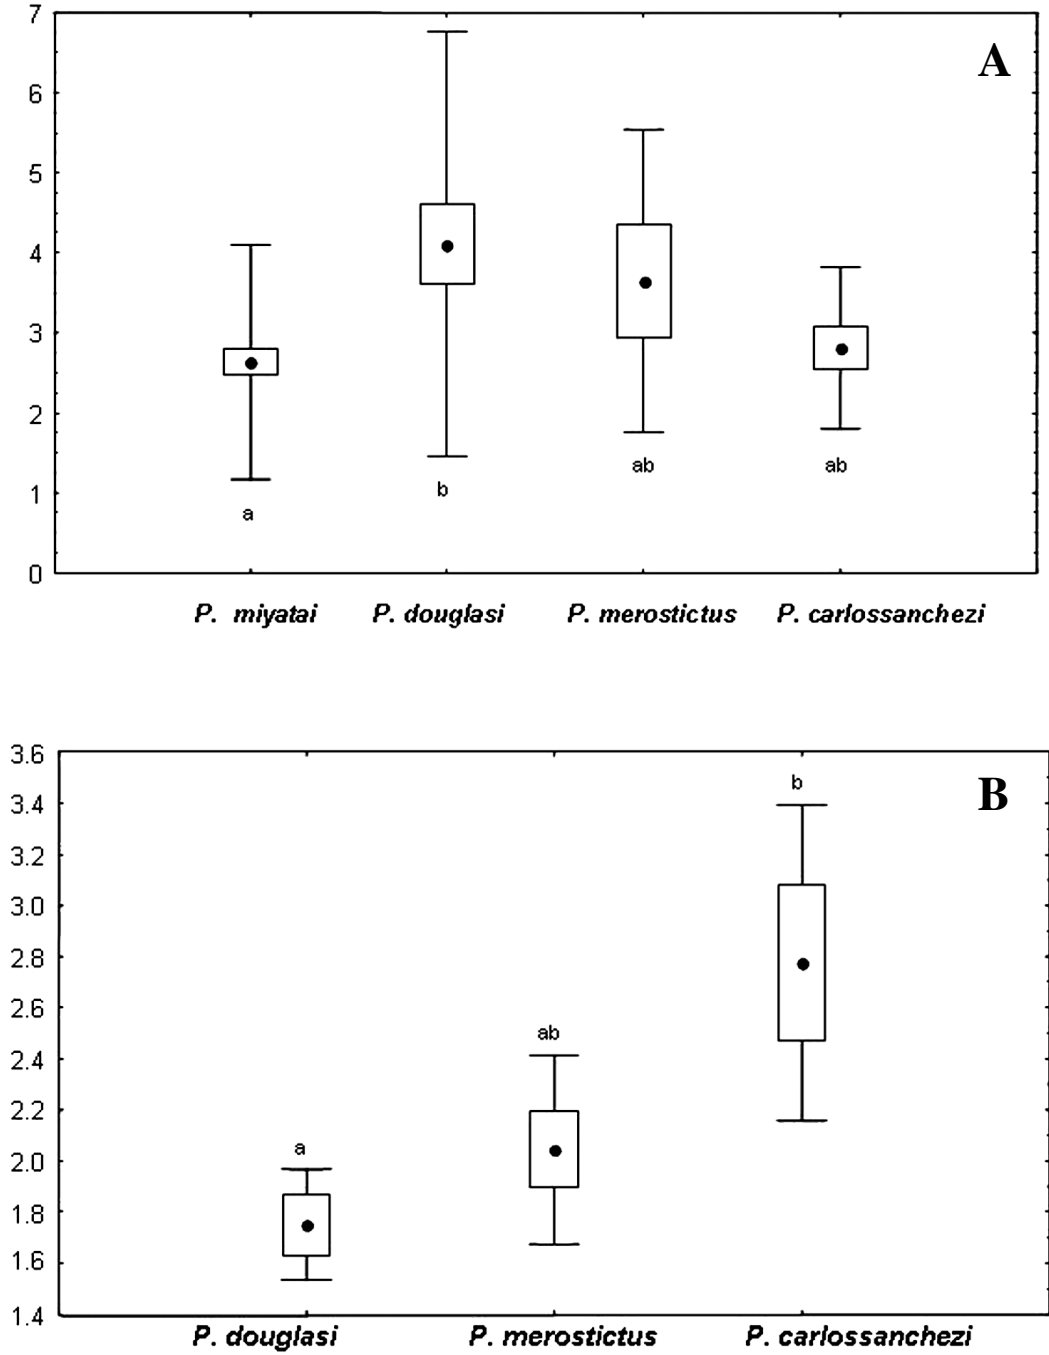 7
A
6
5
4
3
2
ab
ab
b
1
a
0
P. miyatai P. douglasi P. merostictus P. carlossanchezi
3.6
b
B
3.4
3.2
3.0
2.8
2.6
ab
2.4
2.2
a
2.0
1.8
1.6
1.4
P. douglasi P. merostictus P. carlossanchezi